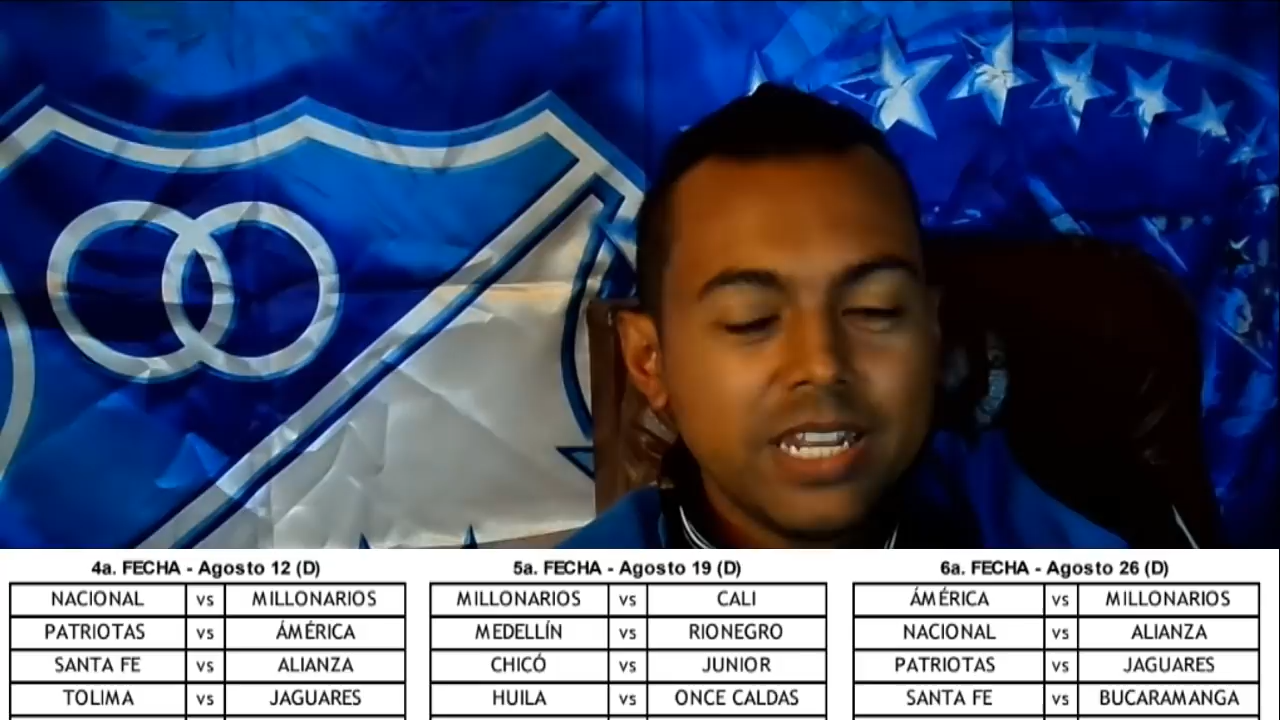 4a. FECHA - Agosto 12 (D)
NACIONAL vs MILLONARIOS
PATRIOTAS vs ÁMÉRICA
SANTA FE vs ALIANZA
TOLIMA vs JAGUARES
5a. FECHA - Agosto 19 (D)
MILLONARIOS vs CALI
MEDELLÍN vs RIONEGRO
CHICÓ vs JUNIOR
HUILA vs ONCE CALDAS
6a. FECHA - Agosto 26 (D)
ÁMÉRICA vs MILLONARIOS
NACIONAL vs ALIANZA
PATRIOTAS vs JAGUARES
SANTA FE vs BUCARAMANGA